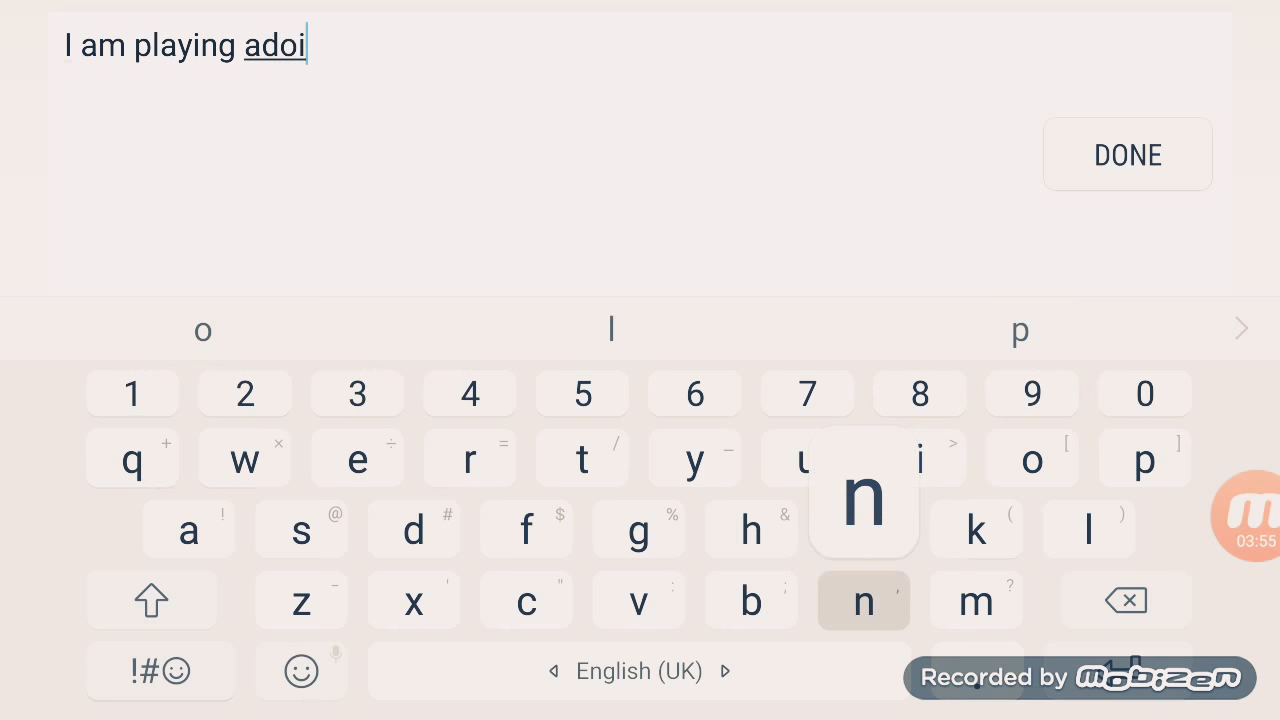 I am playing adoi
DONE
o l p
1 2 3 4 5 6 7 8 9 0
q + w × e ÷ r = t / y _ u i > o [ p ]
n
a ! s @ d # f $ g % h & k ( l )
z - x ' c " v : b ; n , m ?
!#☺ English (UK)
03:55
Recorded by mobizen